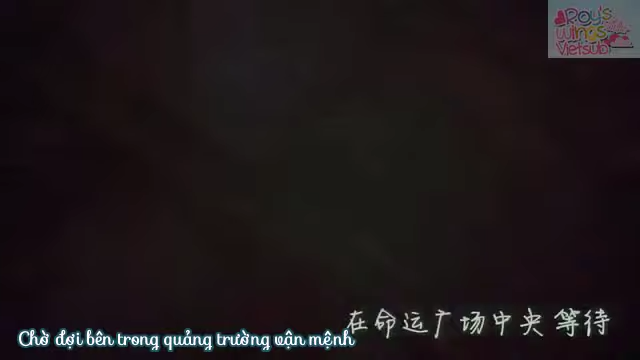 Roy's
Wings
Vietsub
在命运广场中央 等待
Chờ đợi bên trong quảng trường vận mệnh